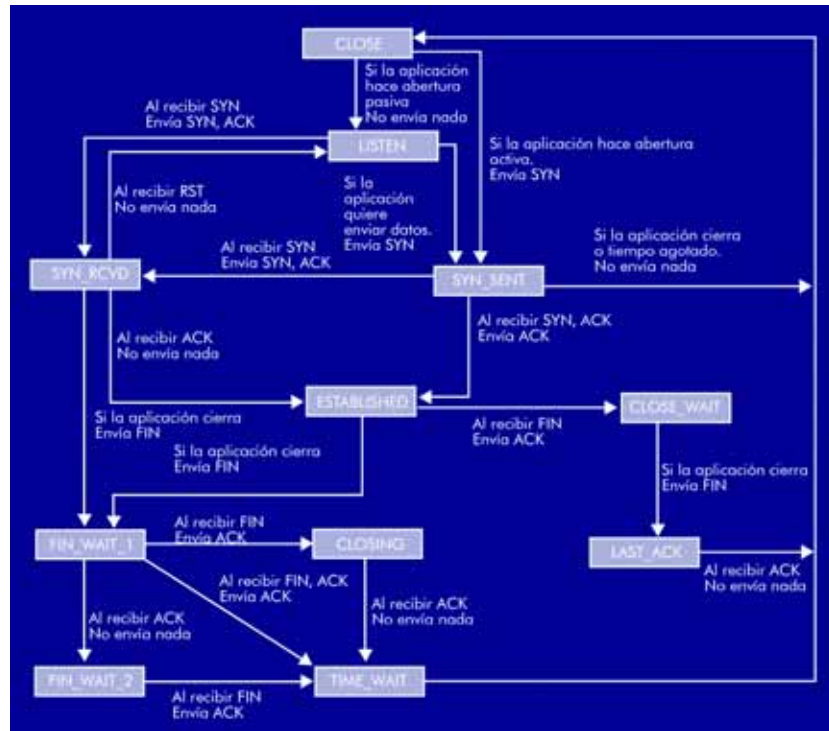 CLOSE
Si la aplicación
hace abertura
pasiva
No envía nada
Al recibir SYN
Envía SYN, ACK
LISTEN
Si la aplicación hace abertura
activa.
Envía SYN
Al recibir RST
No envía nada
Si la
aplicación
quiere
enviar datos.
Envía SYN
Si la aplicación cierra
o tiempo agotado.
No envía nada
Al recibir SYN
Envía SYN, ACK
SYN_RCVD
SYN_SENT
Al recibir SYN, ACK
Envía ACK
Al recibir ACK
No envía nada
ESTABLISHED
CLOSE_WAIT
Al recibir FIN
Envía ACK
Si la aplicación cierra
Envía FIN
Si la aplicación cierra
Envía FIN
Si la aplicación cierra
Envía FIN
FIN_WAIT_1
Al recibir FIN
Envía ACK
CLOSING
LAST_ACK
Al recibir ACK
No envía nada
Al recibir FIN, ACK
Envía ACK
Al recibir ACK
No envía nada
Al recibir ACK
No envía nada
FIN_WAIT_2
Al recibir FIN
Envía ACK
TIME_WAIT